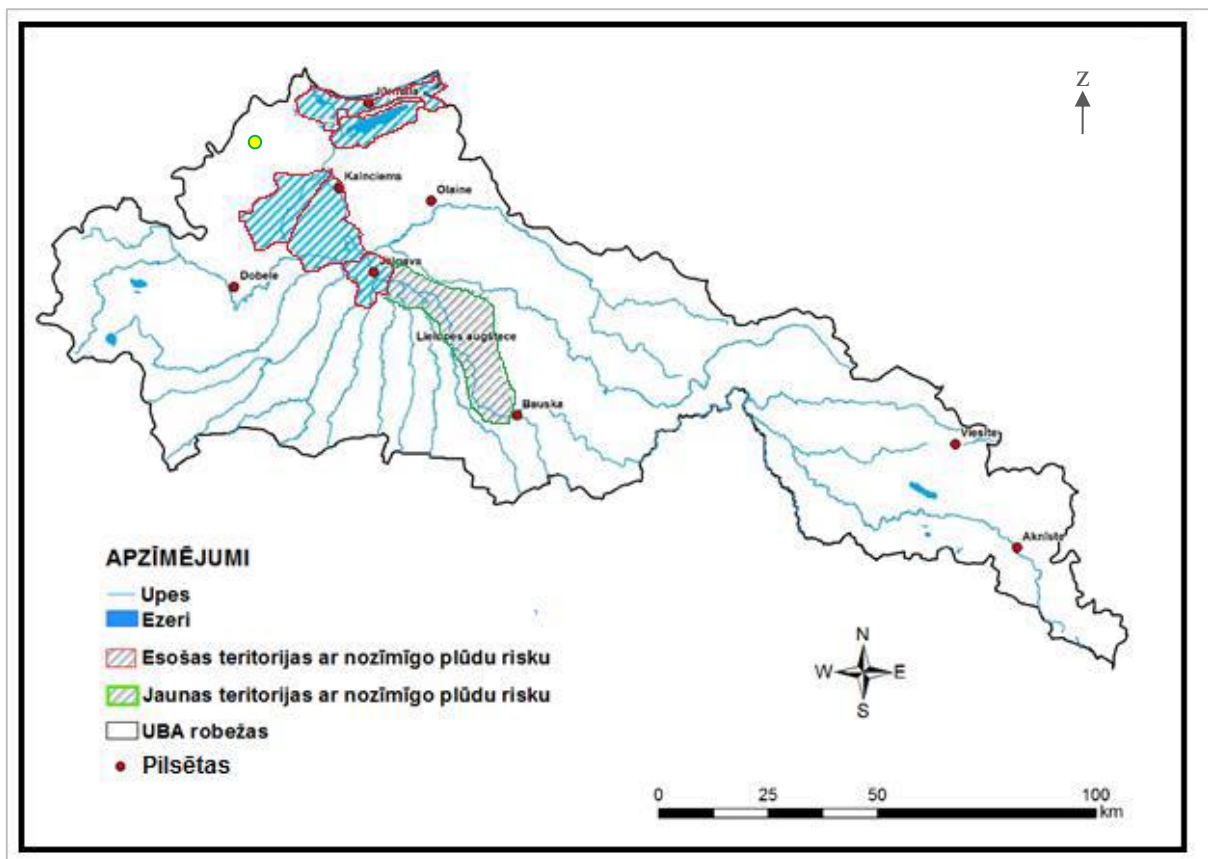 Z
Jūrmala
Kalnciems
Olaine
Jelgava
Dobele
Lielupes augštece
Bauska
Viesīte
Aknīste
APZĪMĒJUMI
Upes
Ezeri
Esošas teritorijas ar nozīmīgo plūdu risku
Jaunas teritorijas ar nozīmīgo plūdu risku
UBA robežas
Pilsētas
N
W E
S
0 25 50 100
km